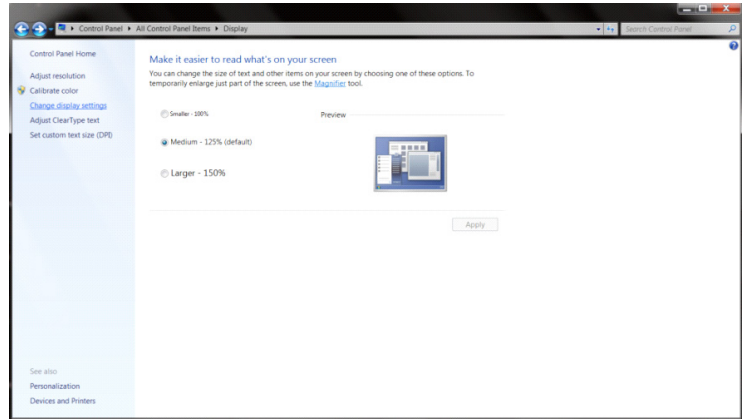 Control Panel ▸ All Control Panel Items ▸ Display
Search Control Panel
Control Panel Home
Adjust resolution
Calibrate color
Change display settings
Adjust ClearType text
Set custom text size (DPI)
Make it easier to read what's on your screen
You can change the size of text and other items on your screen by choosing one of these options. To
temporarily enlarge just part of the screen, use the Magnifier tool.
Smaller - 100%
Preview
Medium - 125% (default)
Larger - 150%
Apply
See also
Personalization
Devices and Printers